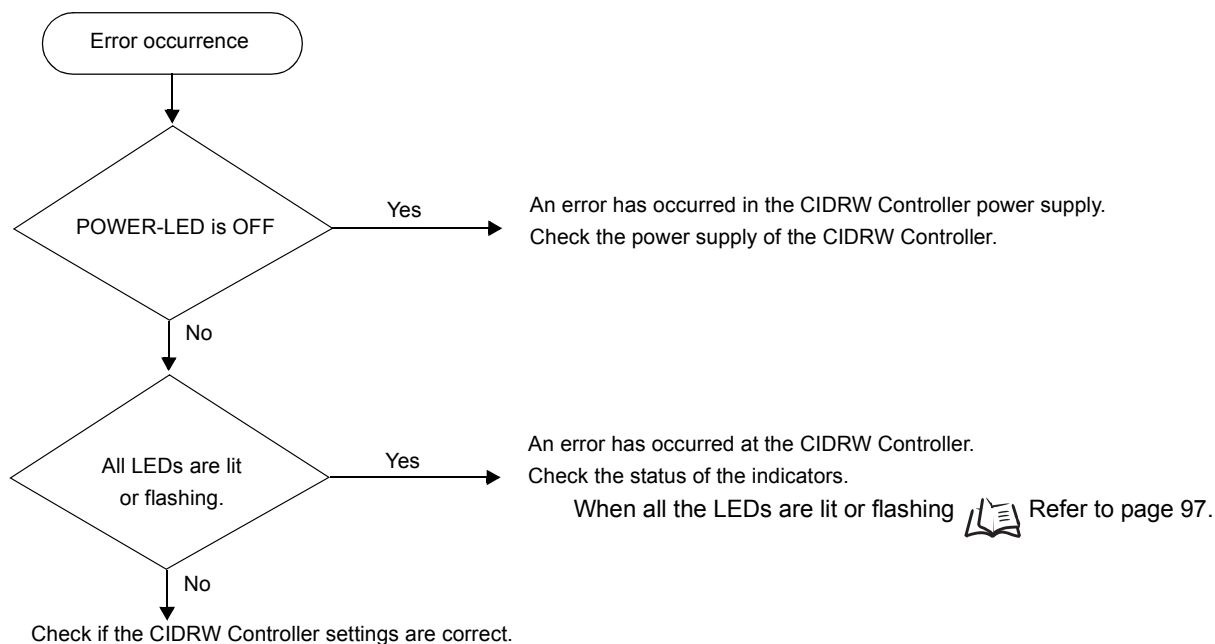 Error occurrence
POWER-LED is OFF
Yes
An error has occurred in the CIDRW Controller power supply.
Check the power supply of the CIDRW Controller.
No
All LEDs are lit
or flashing.
Yes
An error has occurred at the CIDRW Controller.
Check the status of the indicators.
When all the LEDs are lit or flashing Refer to page 97.
No
Check if the CIDRW Controller settings are correct.